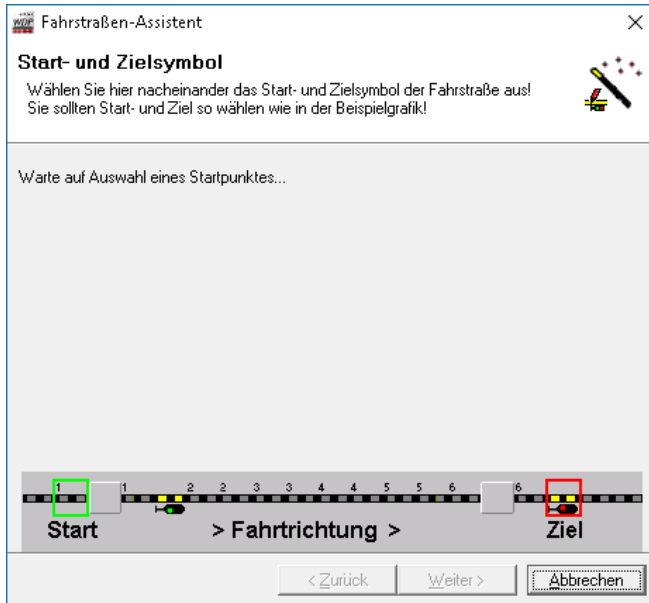 WDP Fahrstraßen-Assistent
Start- und Zielsymbol
Wählen Sie hier nacheinander das Start- und Zielsymbol der Fahrstraße aus!
Sie sollten Start- und Ziel so wählen wie in der Beispielgrafik!
Warte auf Auswahl eines Startpunktes...
1 1 2 2 3 3 4 4 5 5 6 6
Start > Fahrtrichtung > Ziel
< Zurück Weiter > Abbrechen